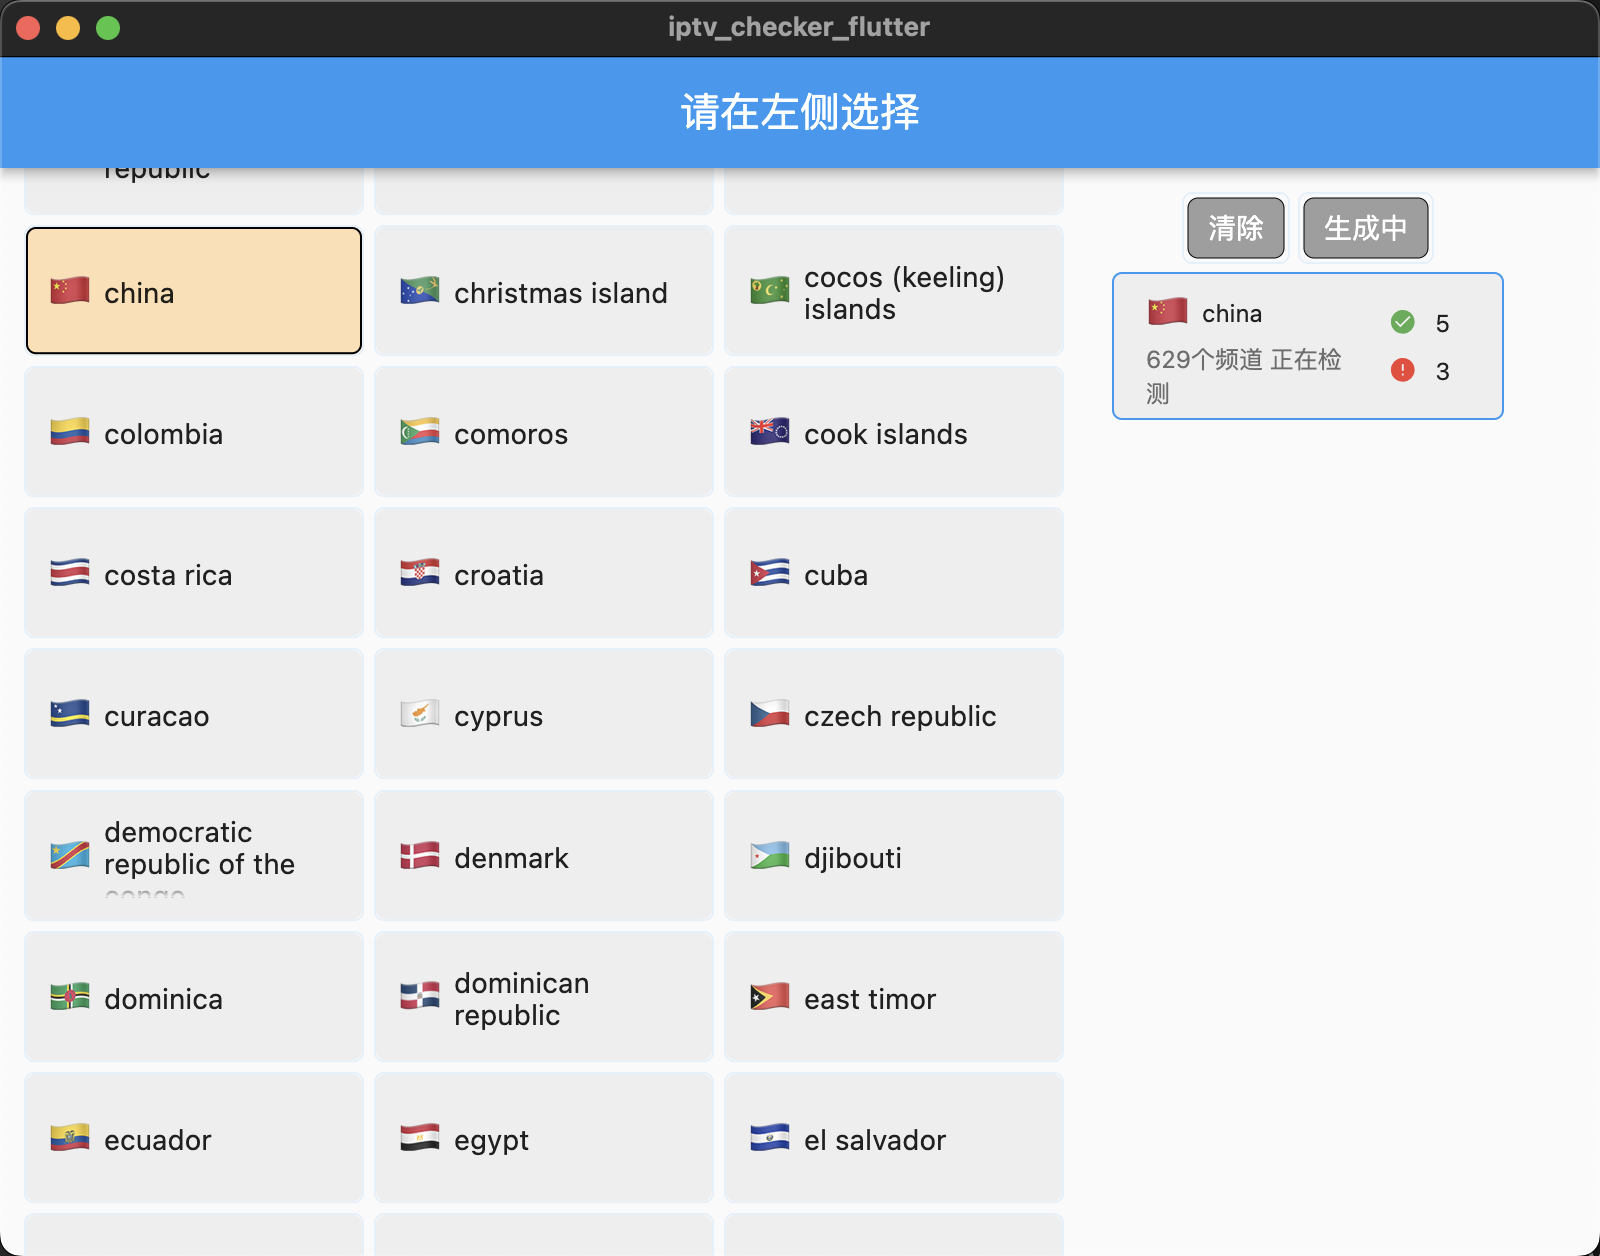 iptv_checker_flutter
请在左侧选择
republic
china
christmas island
cocos (keeling)
islands
colombia
comoros
cook islands
costa rica
croatia
cuba
curacao
cyprus
czech republic
democratic
republic of the
congo
denmark
djibouti
dominica
dominican
republic
east timor
ecuador
egypt
el salvador
清除
生成中
china
5
629个频道 正在检
测
3